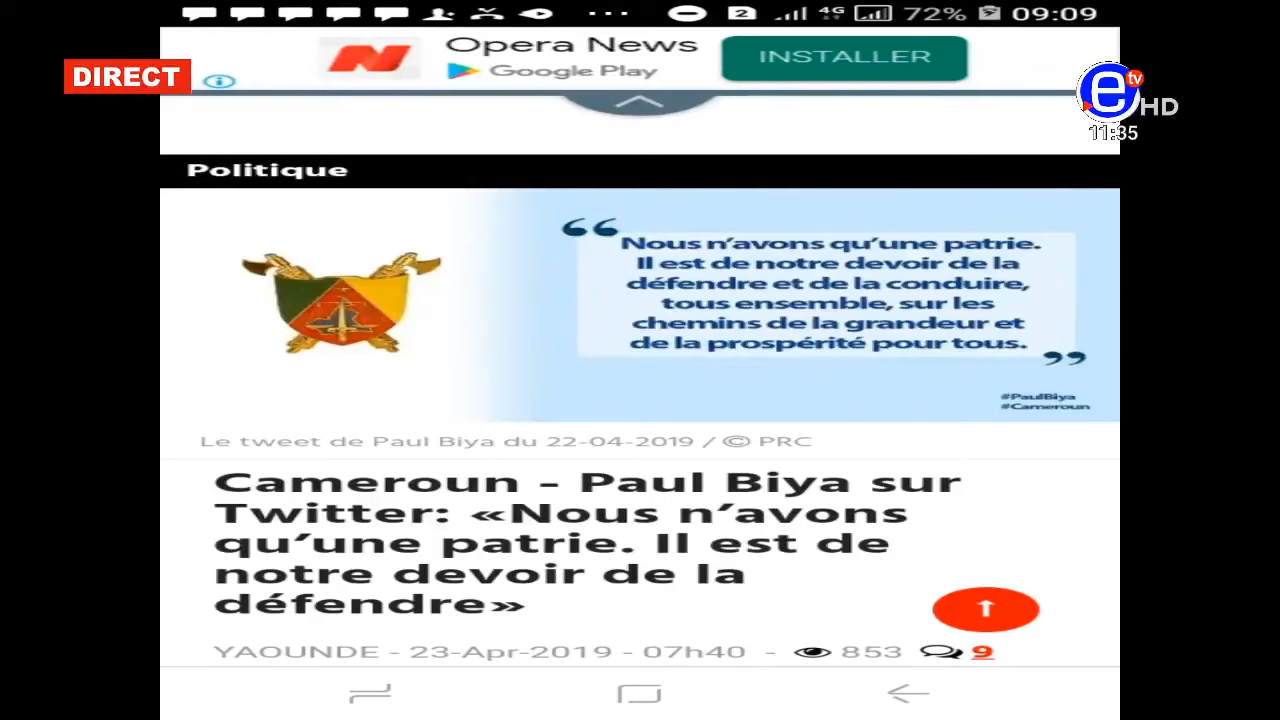 2 4G 72% 09:09
Opera News
Google Play
INSTALLER
DIRECT
e tv HD
11:35
Politique
“ Nous n’avons qu’une patrie.
Il est de notre devoir de la
défendre et de la conduire,
tous ensemble, sur les
chemins de la grandeur et
de la prospérité pour tous. ”
#PaulBiya
#Cameroun
Le tweet de Paul Biya du 22-04-2019 / © PRC
Cameroun - Paul Biya sur
Twitter: «Nous n’avons
qu’une patrie. Il est de
notre devoir de la
défendre»
YAOUNDE - 23-Apr-2019 - 07h40 - 853 9